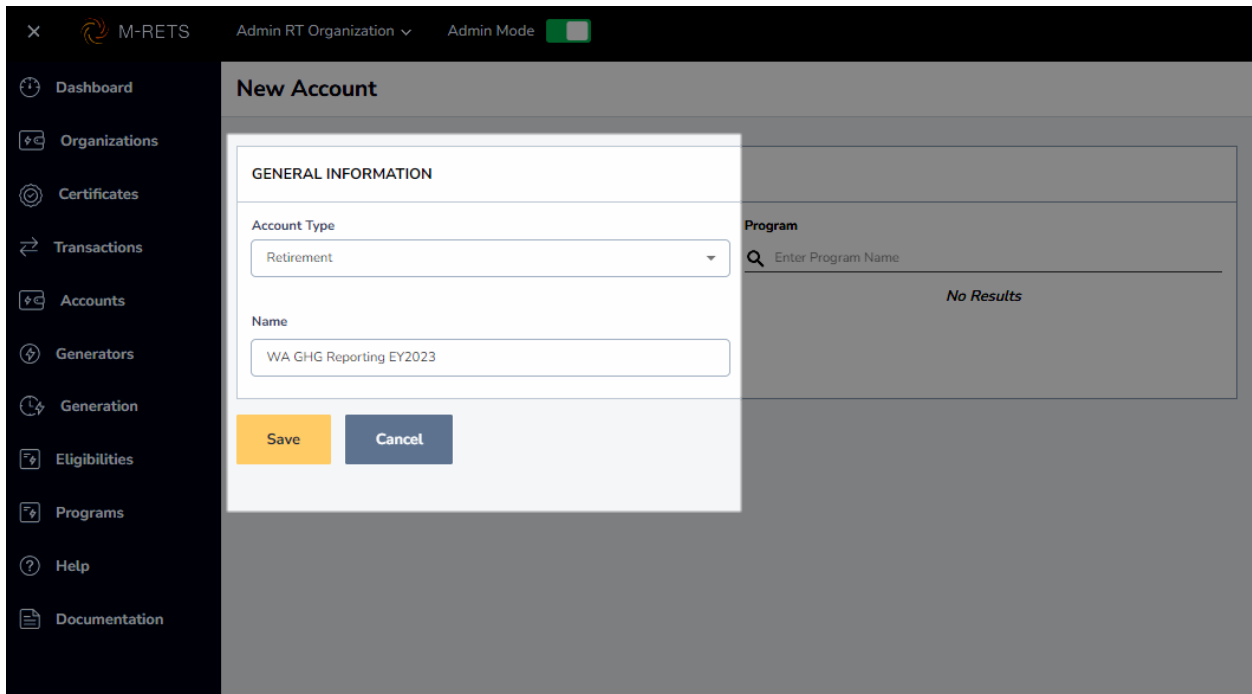 M-RETS
Admin RT Organization
Admin Mode
Dashboard
Organizations
Certificates
Transactions
Accounts
Generators
Generation
Eligibilities
Programs
Help
Documentation
New Account
GENERAL INFORMATION
Account Type
Retirement
Name
WA GHG Reporting EY2023
Program
Enter Program Name
No Results
Save
Cancel